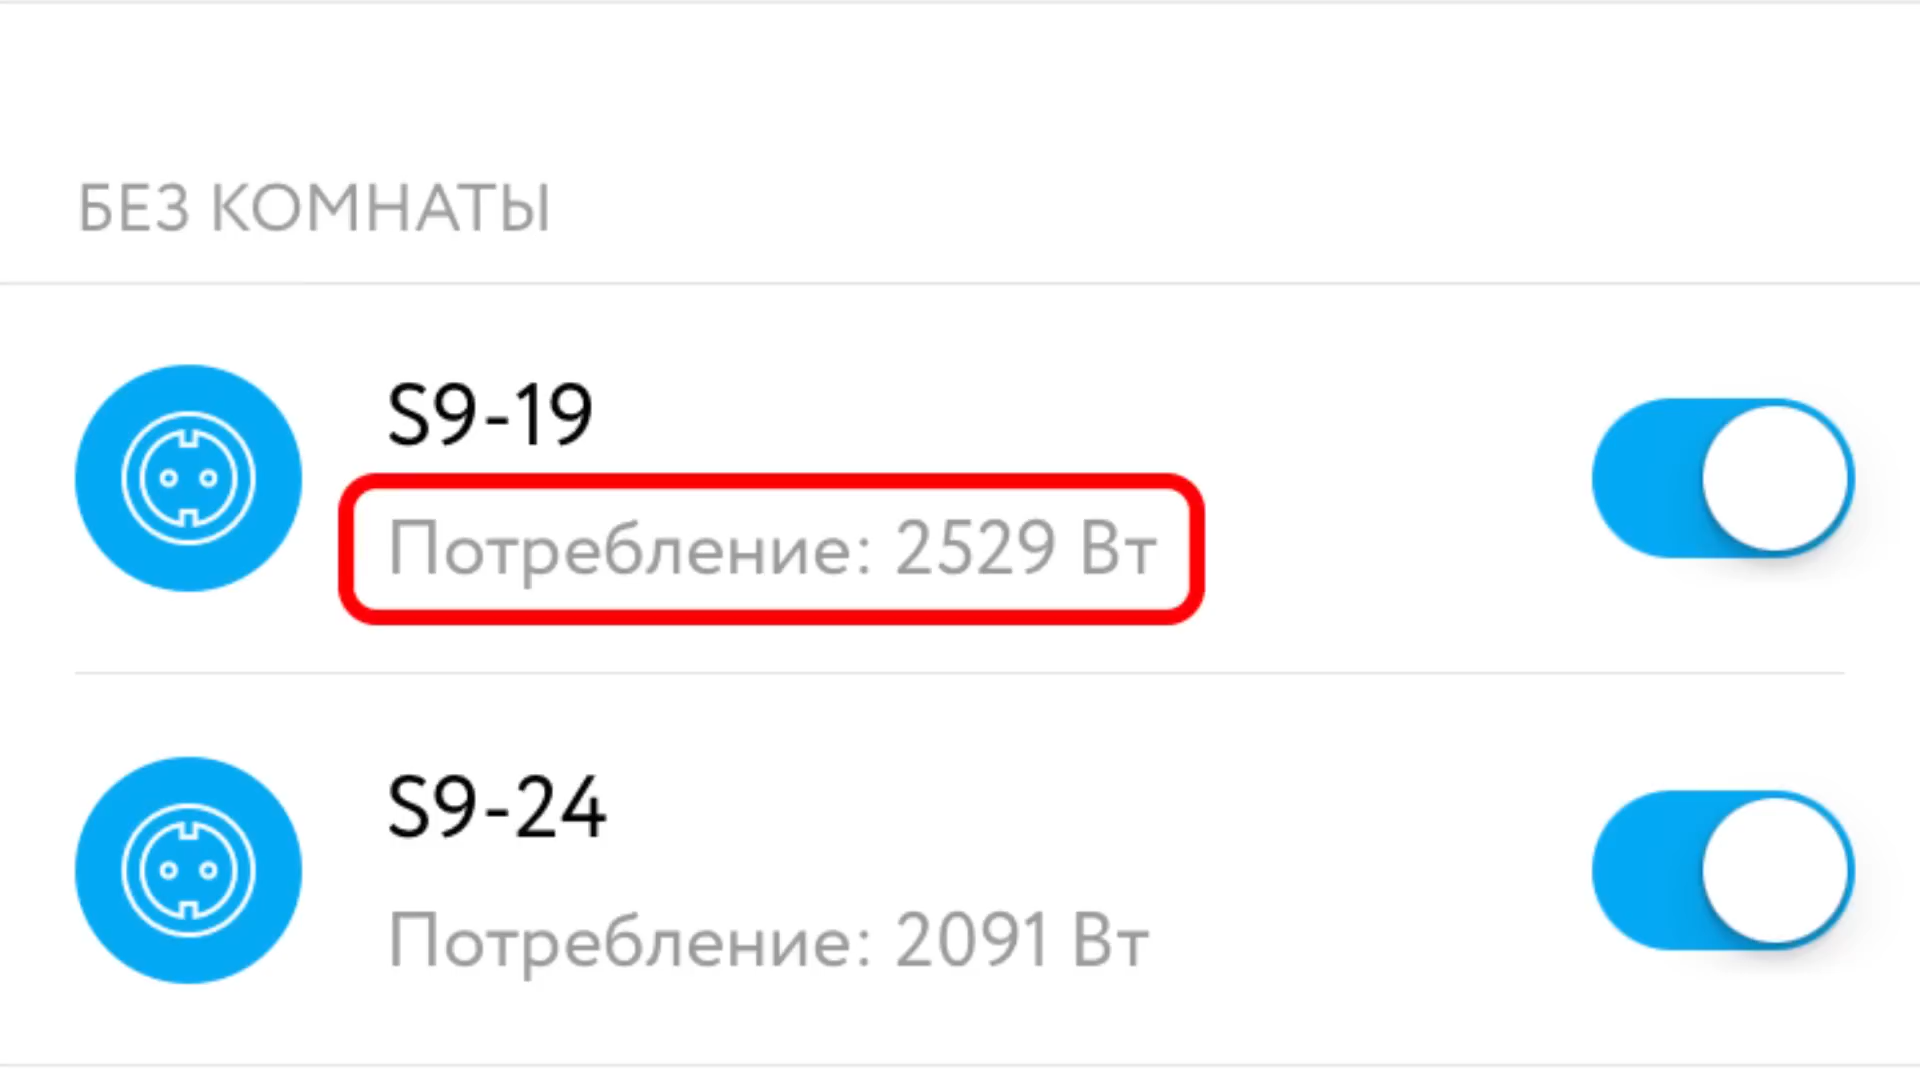 БЕЗ КОМНАТЫ
S9-19
Потребление: 2529 Вт
S9-24
Потребление: 2091 Вт